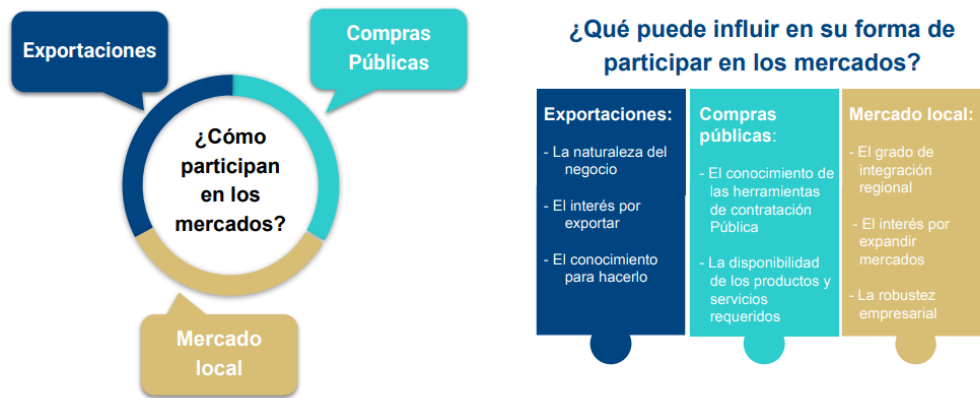 Exportaciones
Compras
Públicas
¿Cómo
participan
en los
mercados?
Mercado
local
¿Qué puede influir en su forma de
participar en los mercados?
Exportaciones:
- La naturaleza del
negocio
- El interés por
exportar
- El conocimiento
para hacerlo
Compras
públicas:
- El conocimiento de
las herramientas
de contratación
Pública
- La disponibilidad
de los productos y
servicios
requeridos
Mercado local:
- El grado de
integración
regional
- El interés por
expandir
mercados
- La robustez
empresarial